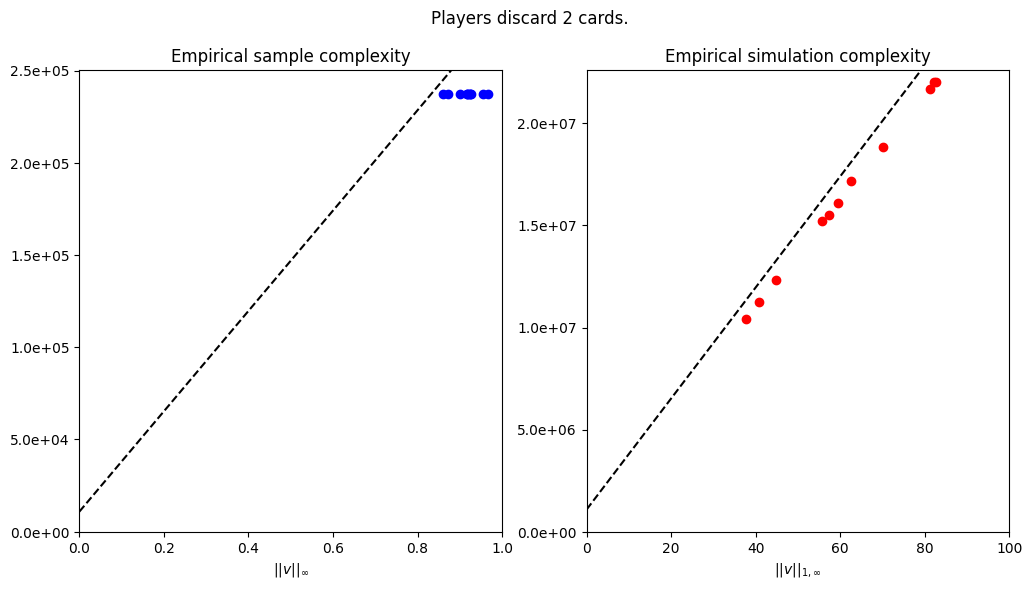 Players discard 2 cards.
Empirical sample complexity
2.5e+05
2.0e+05
1.5e+05
1.0e+05
5.0e+04
0.0e+00
0.0 0.2 0.4 0.6 0.8 1.0
||v||∞
Empirical simulation complexity
2.0e+07
1.5e+07
1.0e+07
5.0e+06
0.0e+00
0 20 40 60 80 100
||v||1,∞